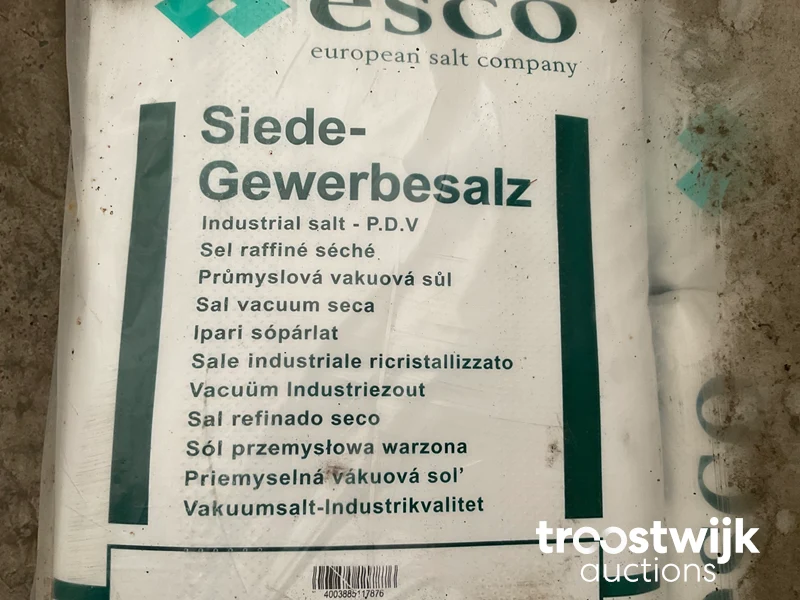 esco
european salt company
Siede-
Gewerbesalz
Industrial salt - P.D.V
Sel raffiné séché
Průmyslová vakuová sůl
Sal vacuum seca
Ipari sópárlat
Sale industriale ricristallizzato
Vacuüm Industriezout
Sal refinado seco
Sól przemysłowa warzona
Priemyselná vákuová sol'
Vakuumsalt-Industrikvalitet
4003885117876
esco
troostwijk
auctions